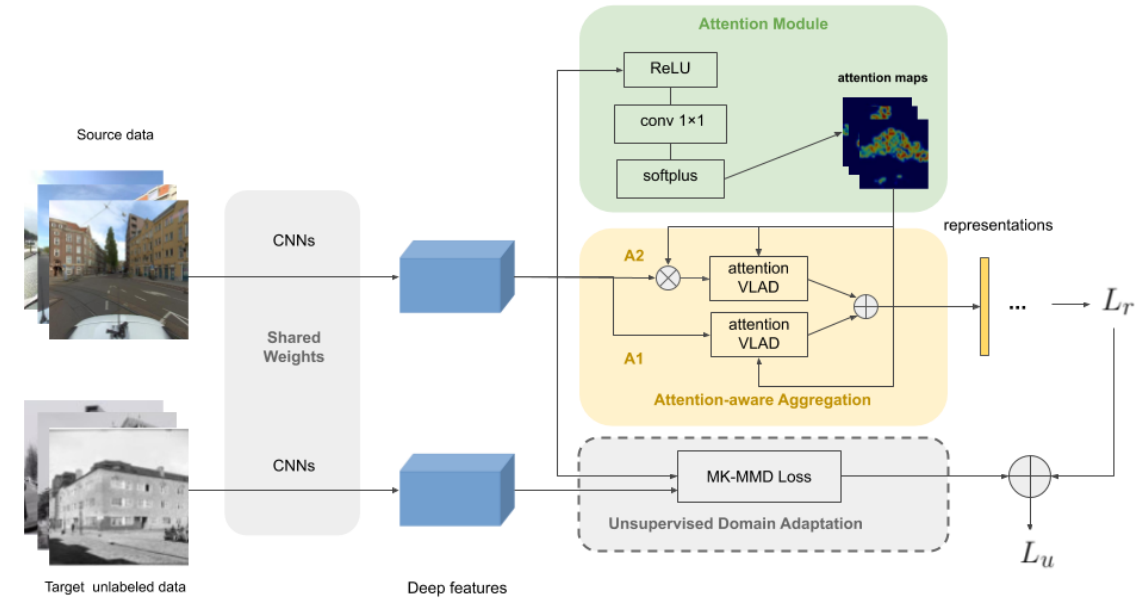 Attention Module
ReLU
attention maps
conv 1×1
Source data
softplus
representations
CNNs
A2
attention
VLAD
...
L_r
Shared
Weights
attention
VLAD
A1
Attention-aware Aggregation
CNNs
MK-MMD Loss
Unsupervised Domain Adaptation
L_u
Target unlabeled data
Deep features